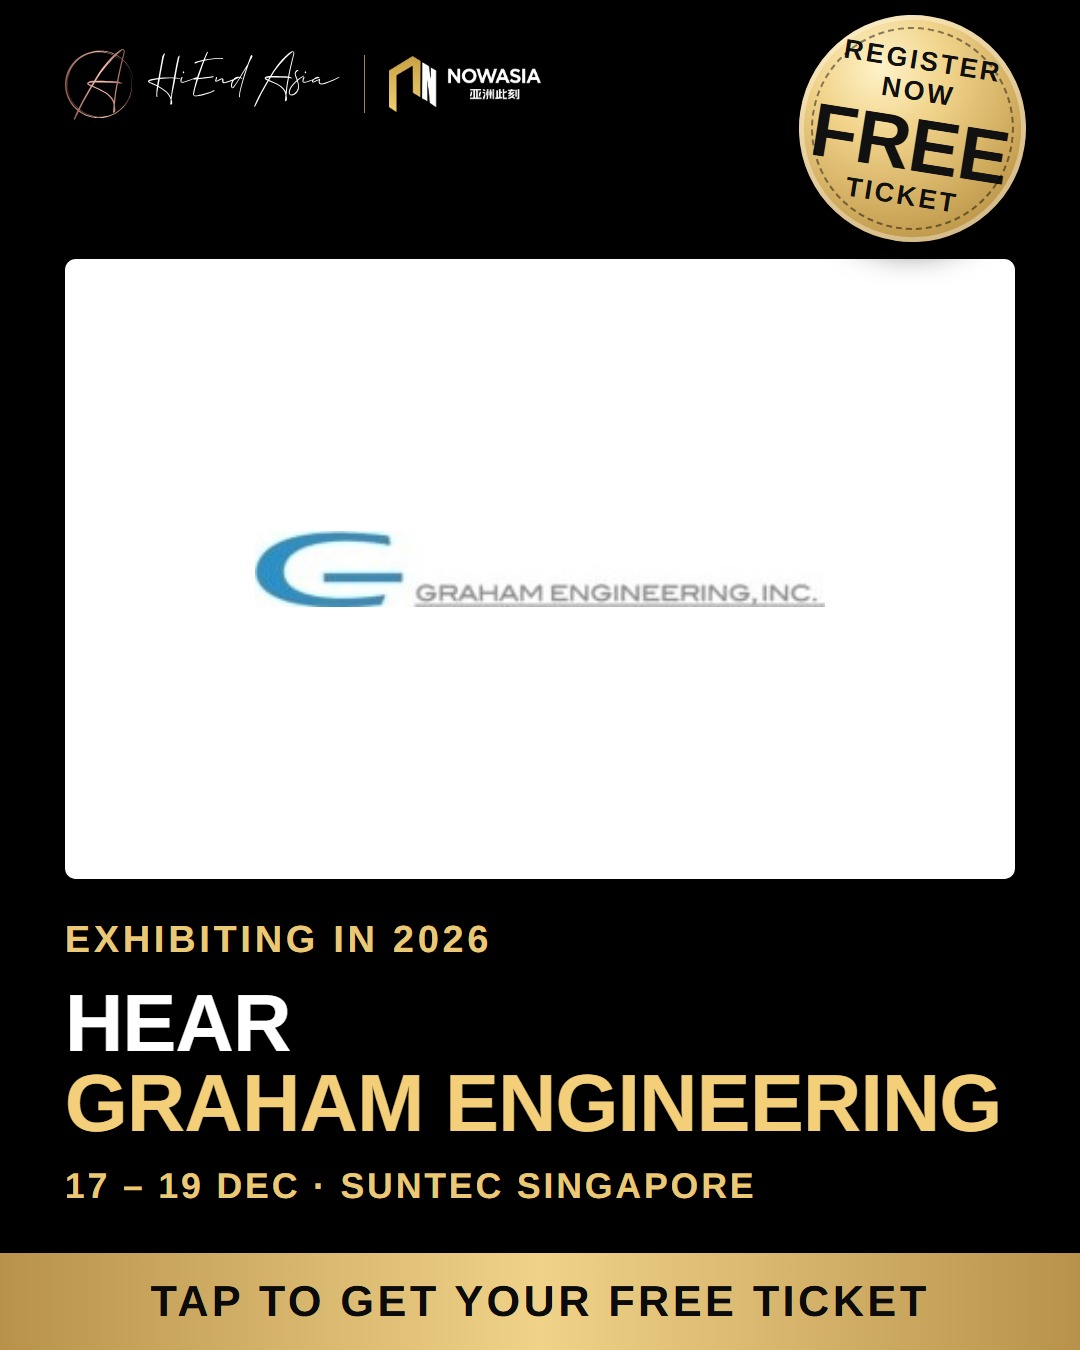 HiEnd Asia
NOWASIA
亚洲此刻
REGISTER
NOW
FREE
TICKET
GRAHAM ENGINEERING, INC.
EXHIBITING IN 2026
HEAR
GRAHAM ENGINEERING
17 – 19 DEC · SUNTEC SINGAPORE
TAP TO GET YOUR FREE TICKET